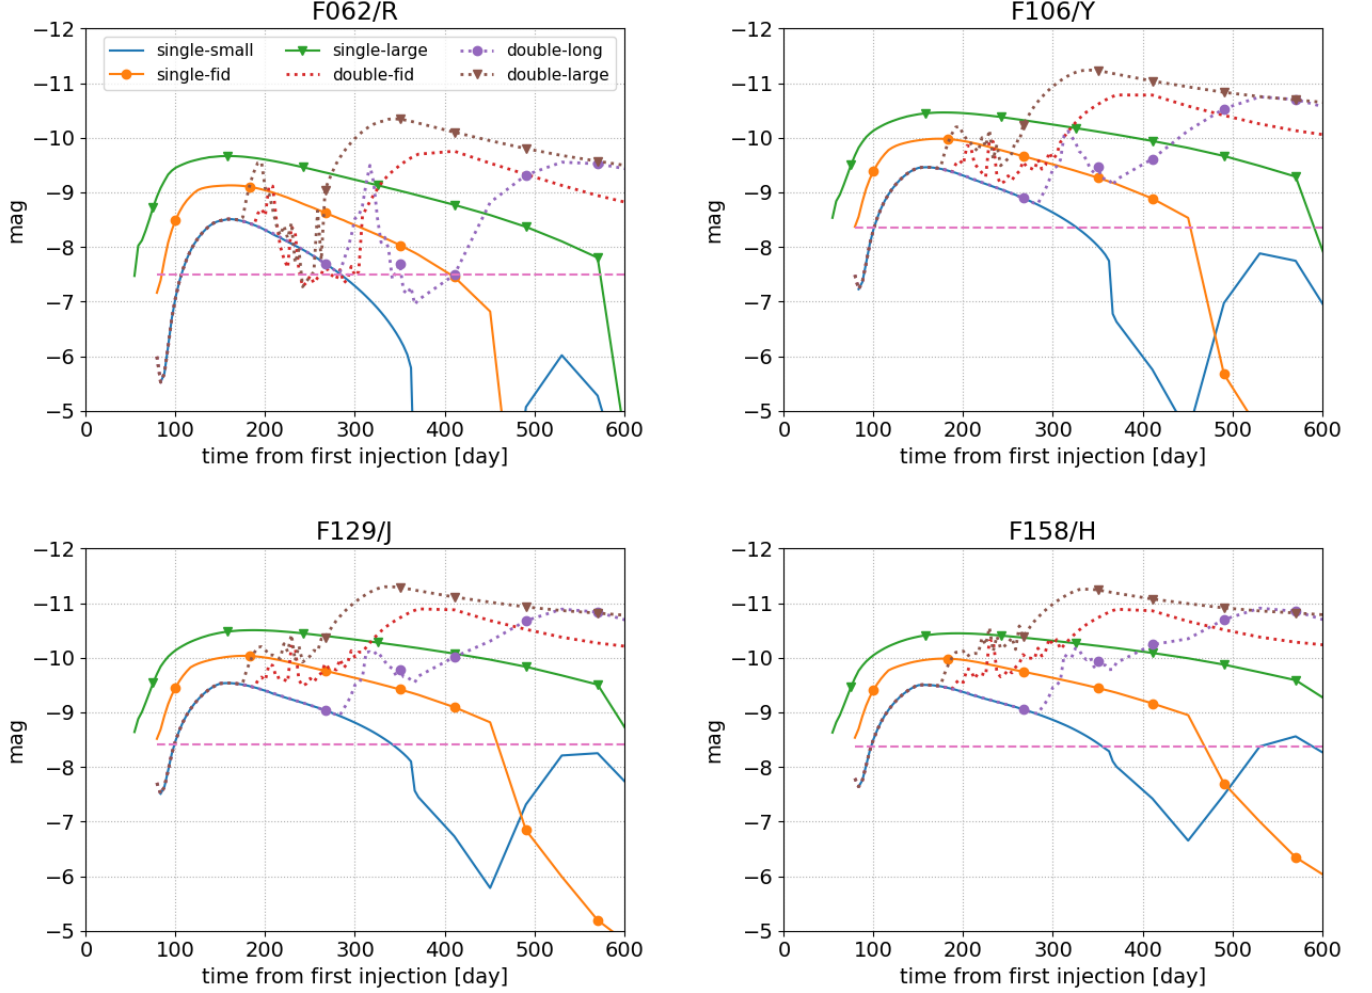 F062/R
−12
−11
−10
−9
−8
−7
−6
−5
mag
single-small
single-fid
single-large
double-fid
double-long
double-large
0 100 200 300 400 500 600
time from first injection [day]
F106/Y
−12
−11
−10
−9
−8
−7
−6
−5
mag
0 100 200 300 400 500 600
time from first injection [day]
F129/J
−12
−11
−10
−9
−8
−7
−6
−5
mag
0 100 200 300 400 500 600
time from first injection [day]
F158/H
−12
−11
−10
−9
−8
−7
−6
−5
mag
0 100 200 300 400 500 600
time from first injection [day]